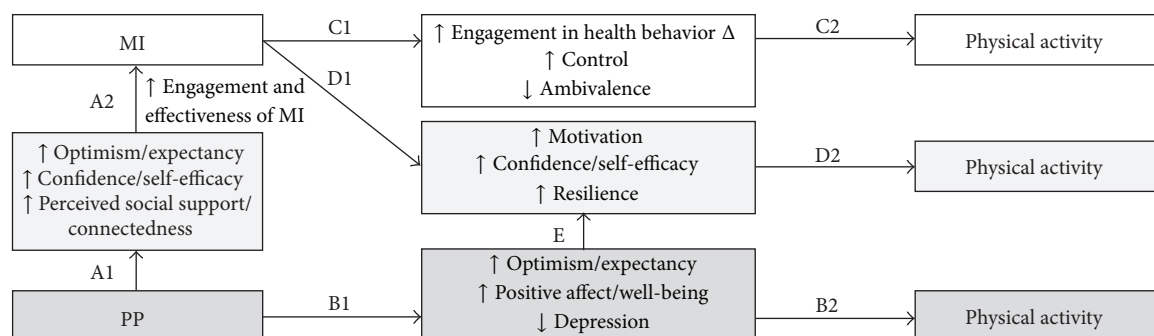 MI
C1
↑ Engagement in health behavior Δ
↑ Control
↓ Ambivalence
C2
Physical activity
A2
↑ Engagement and
effectiveness of MI
D1
↑ Optimism/expectancy
↑ Confidence/self-efficacy
↑ Perceived social support/
connectedness
↑ Motivation
↑ Confidence/self-efficacy
↑ Resilience
D2
Physical activity
A1
E
PP
B1
↑ Optimism/expectancy
↑ Positive affect/well-being
↓ Depression
B2
Physical activity